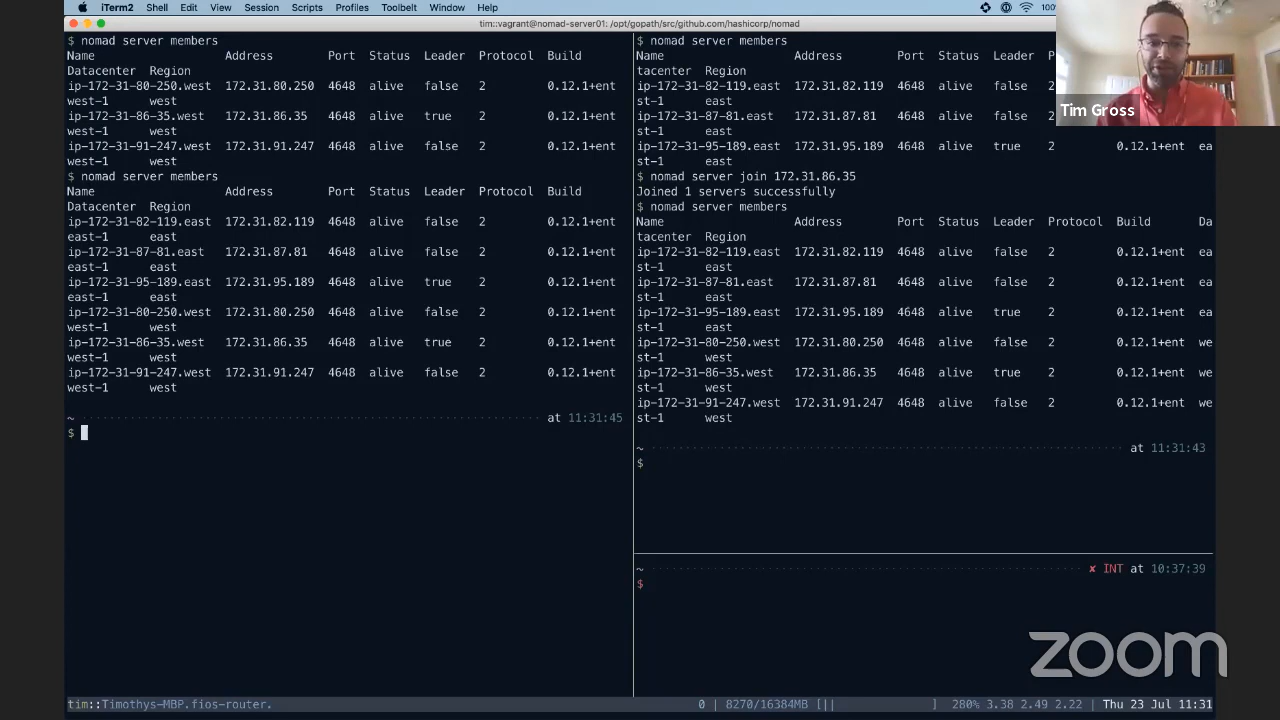 iTerm2 Shell Edit View Session Scripts Profiles Toolbelt Window Help 100%
tim::vagrant@nomad-server01: /opt/gopath/src/github.com/hashicorp/nomad
$ nomad server members
Name Address Port Status Leader Protocol Build
Datacenter Region
ip-172-31-80-250.west 172.31.80.250 4648 alive false 2 0.12.1+ent
west-1 west
ip-172-31-86-35.west 172.31.86.35 4648 alive true 2 0.12.1+ent
west-1 west
ip-172-31-91-247.west 172.31.91.247 4648 alive false 2 0.12.1+ent
west-1 west
$ nomad server members
Name Address Port Status Leader Protocol Build
Datacenter Region
ip-172-31-82-119.east 172.31.82.119 4648 alive false 2 0.12.1+ent
east-1 east
ip-172-31-87-81.east 172.31.87.81 4648 alive false 2 0.12.1+ent
east-1 east
ip-172-31-95-189.east 172.31.95.189 4648 alive true 2 0.12.1+ent
east-1 east
ip-172-31-80-250.west 172.31.80.250 4648 alive false 2 0.12.1+ent
west-1 west
ip-172-31-86-35.west 172.31.86.35 4648 alive true 2 0.12.1+ent
west-1 west
ip-172-31-91-247.west 172.31.91.247 4648 alive false 2 0.12.1+ent
west-1 west
~ at 11:31:45
$
$ nomad server members
Name Address Port Status Leader
tacenter Region
ip-172-31-82-119.east 172.31.82.119 4648 alive false 2
st-1 east
ip-172-31-87-81.east 172.31.87.81 4648 alive false 2
st-1 east
ip-172-31-95-189.east 172.31.95.189 4648 alive true 2 0.12.1+ent ea
st-1 east
$ nomad server join 172.31.86.35
Joined 1 servers successfully
$ nomad server members
Name Address Port Status Leader Protocol Build Da
tacenter Region
ip-172-31-82-119.east 172.31.82.119 4648 alive false 2 0.12.1+ent ea
st-1 east
ip-172-31-87-81.east 172.31.87.81 4648 alive false 2 0.12.1+ent ea
st-1 east
ip-172-31-95-189.east 172.31.95.189 4648 alive true 2 0.12.1+ent ea
st-1 east
ip-172-31-80-250.west 172.31.80.250 4648 alive false 2 0.12.1+ent we
st-1 west
ip-172-31-86-35.west 172.31.86.35 4648 alive true 2 0.12.1+ent we
st-1 west
ip-172-31-91-247.west 172.31.91.247 4648 alive false 2 0.12.1+ent we
st-1 west
~ at 11:31:43
$
~ ✘ INT at 10:37:39
$
Tim Gross
zoom
tim::Timothys-MBP.fios-router. 0 | 8270/16384MB [|| ] 280% 3.38 2.49 2.22 | Thu 23 Jul 11:31